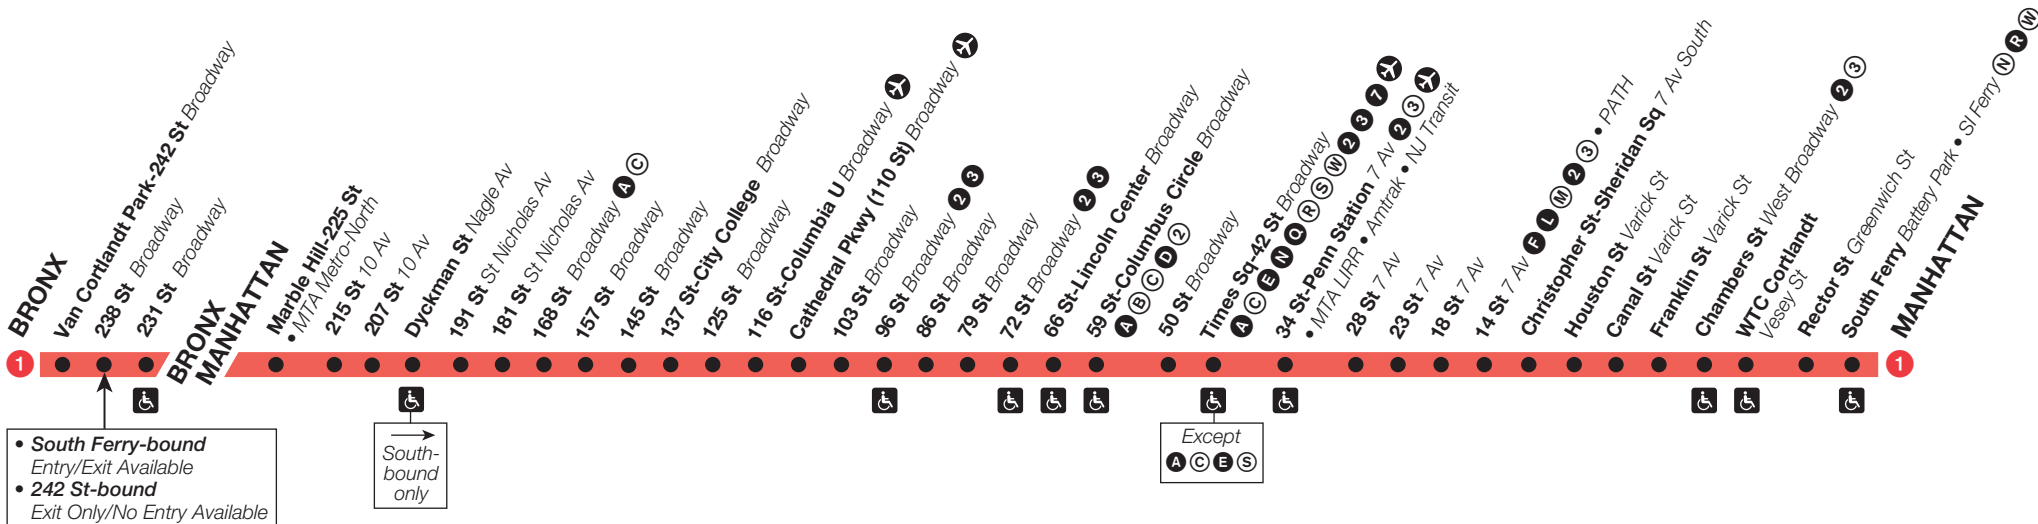 1
BRONX
Van Cortlandt Park-242 St Broadway
238 St Broadway
231 St Broadway
BRONX
MANHATTAN
Marble Hill-225 St
• MTA Metro-North
215 St 10 Av
207 St 10 Av
Dyckman St Nagle Av
191 St St Nicholas Av
181 St St Nicholas Av
168 St Broadway A C
157 St Broadway
145 St Broadway
137 St-City College Broadway
125 St Broadway
116 St-Columbia U Broadway
Cathedral Pkwy (110 St) Broadway
103 St Broadway
96 St Broadway 2 3
86 St Broadway
79 St Broadway
72 St Broadway 2 3
66 St-Lincoln Center Broadway
59 St-Columbus Circle Broadway
A B C D 2
50 St Broadway
Times Sq-42 St Broadway
A C E N Q R S W 2 3 7
34 St-Penn Station 7 Av 2 3
• MTA LIRR • Amtrak • NJ Transit
28 St 7 Av
23 St 7 Av
18 St 7 Av
14 St 7 Av F L M 2 3 • PATH
Christopher St-Sheridan Sq 7 Av South
Houston St Varick St
Canal St Varick St
Franklin St Varick St
Chambers St West Broadway 2 3
WTC Cortlandt
Vesey St
Rector St Greenwich St
South Ferry Battery Park • SI Ferry N R W
MANHATTAN
1
• South Ferry-bound
Entry/Exit Available
• 242 St-bound
Exit Only/No Entry Available
South-
bound
only
Except
A C E S